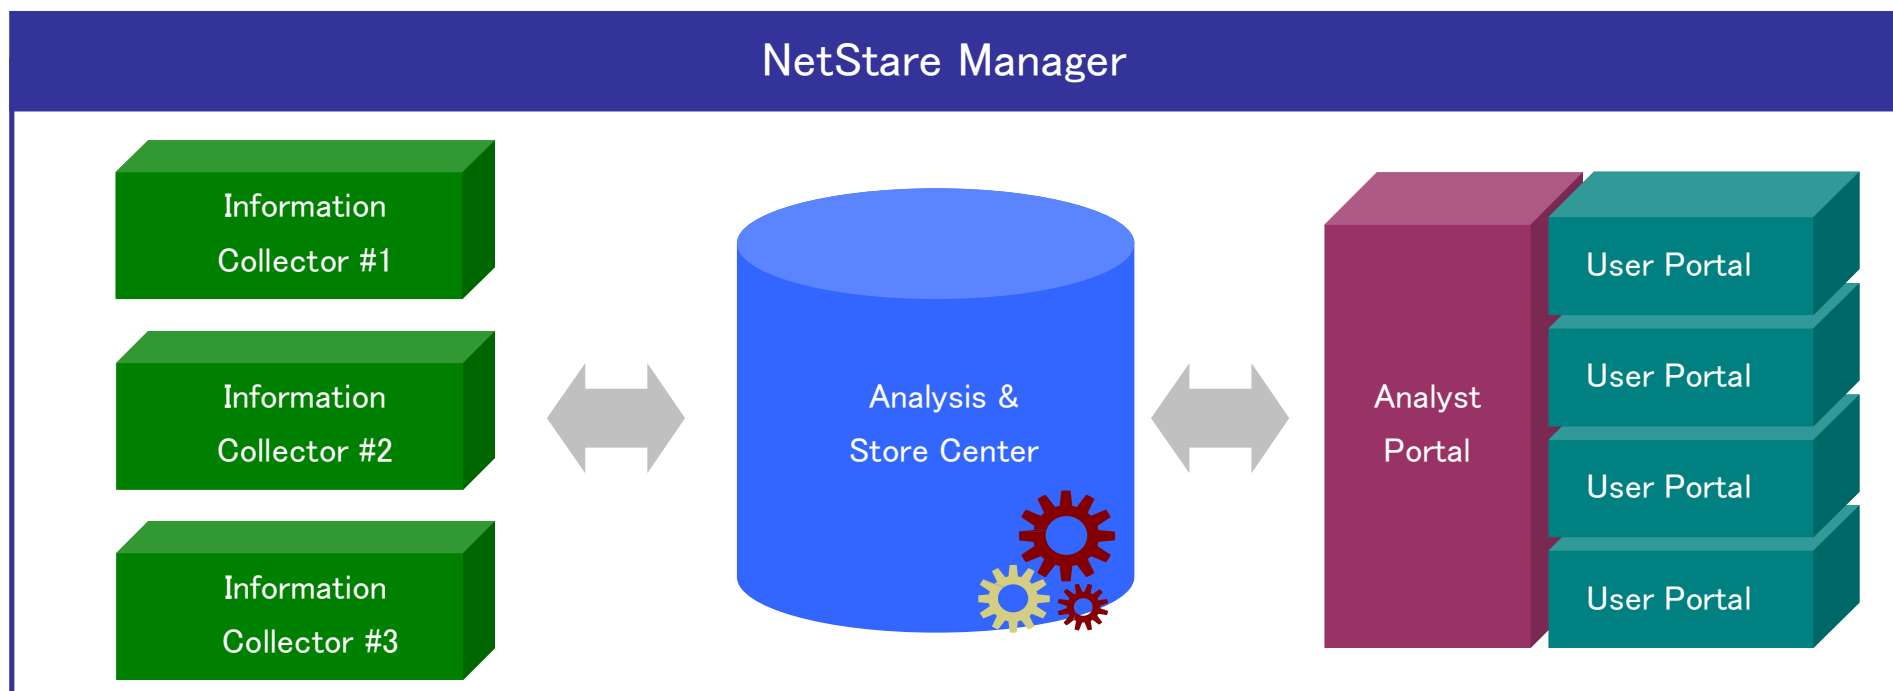 NetStare Manager
Information
Collector #1
Information
Collector #2
Information
Collector #3
Analysis &
Store Center
Analyst
Portal
User Portal
User Portal
User Portal
User Portal